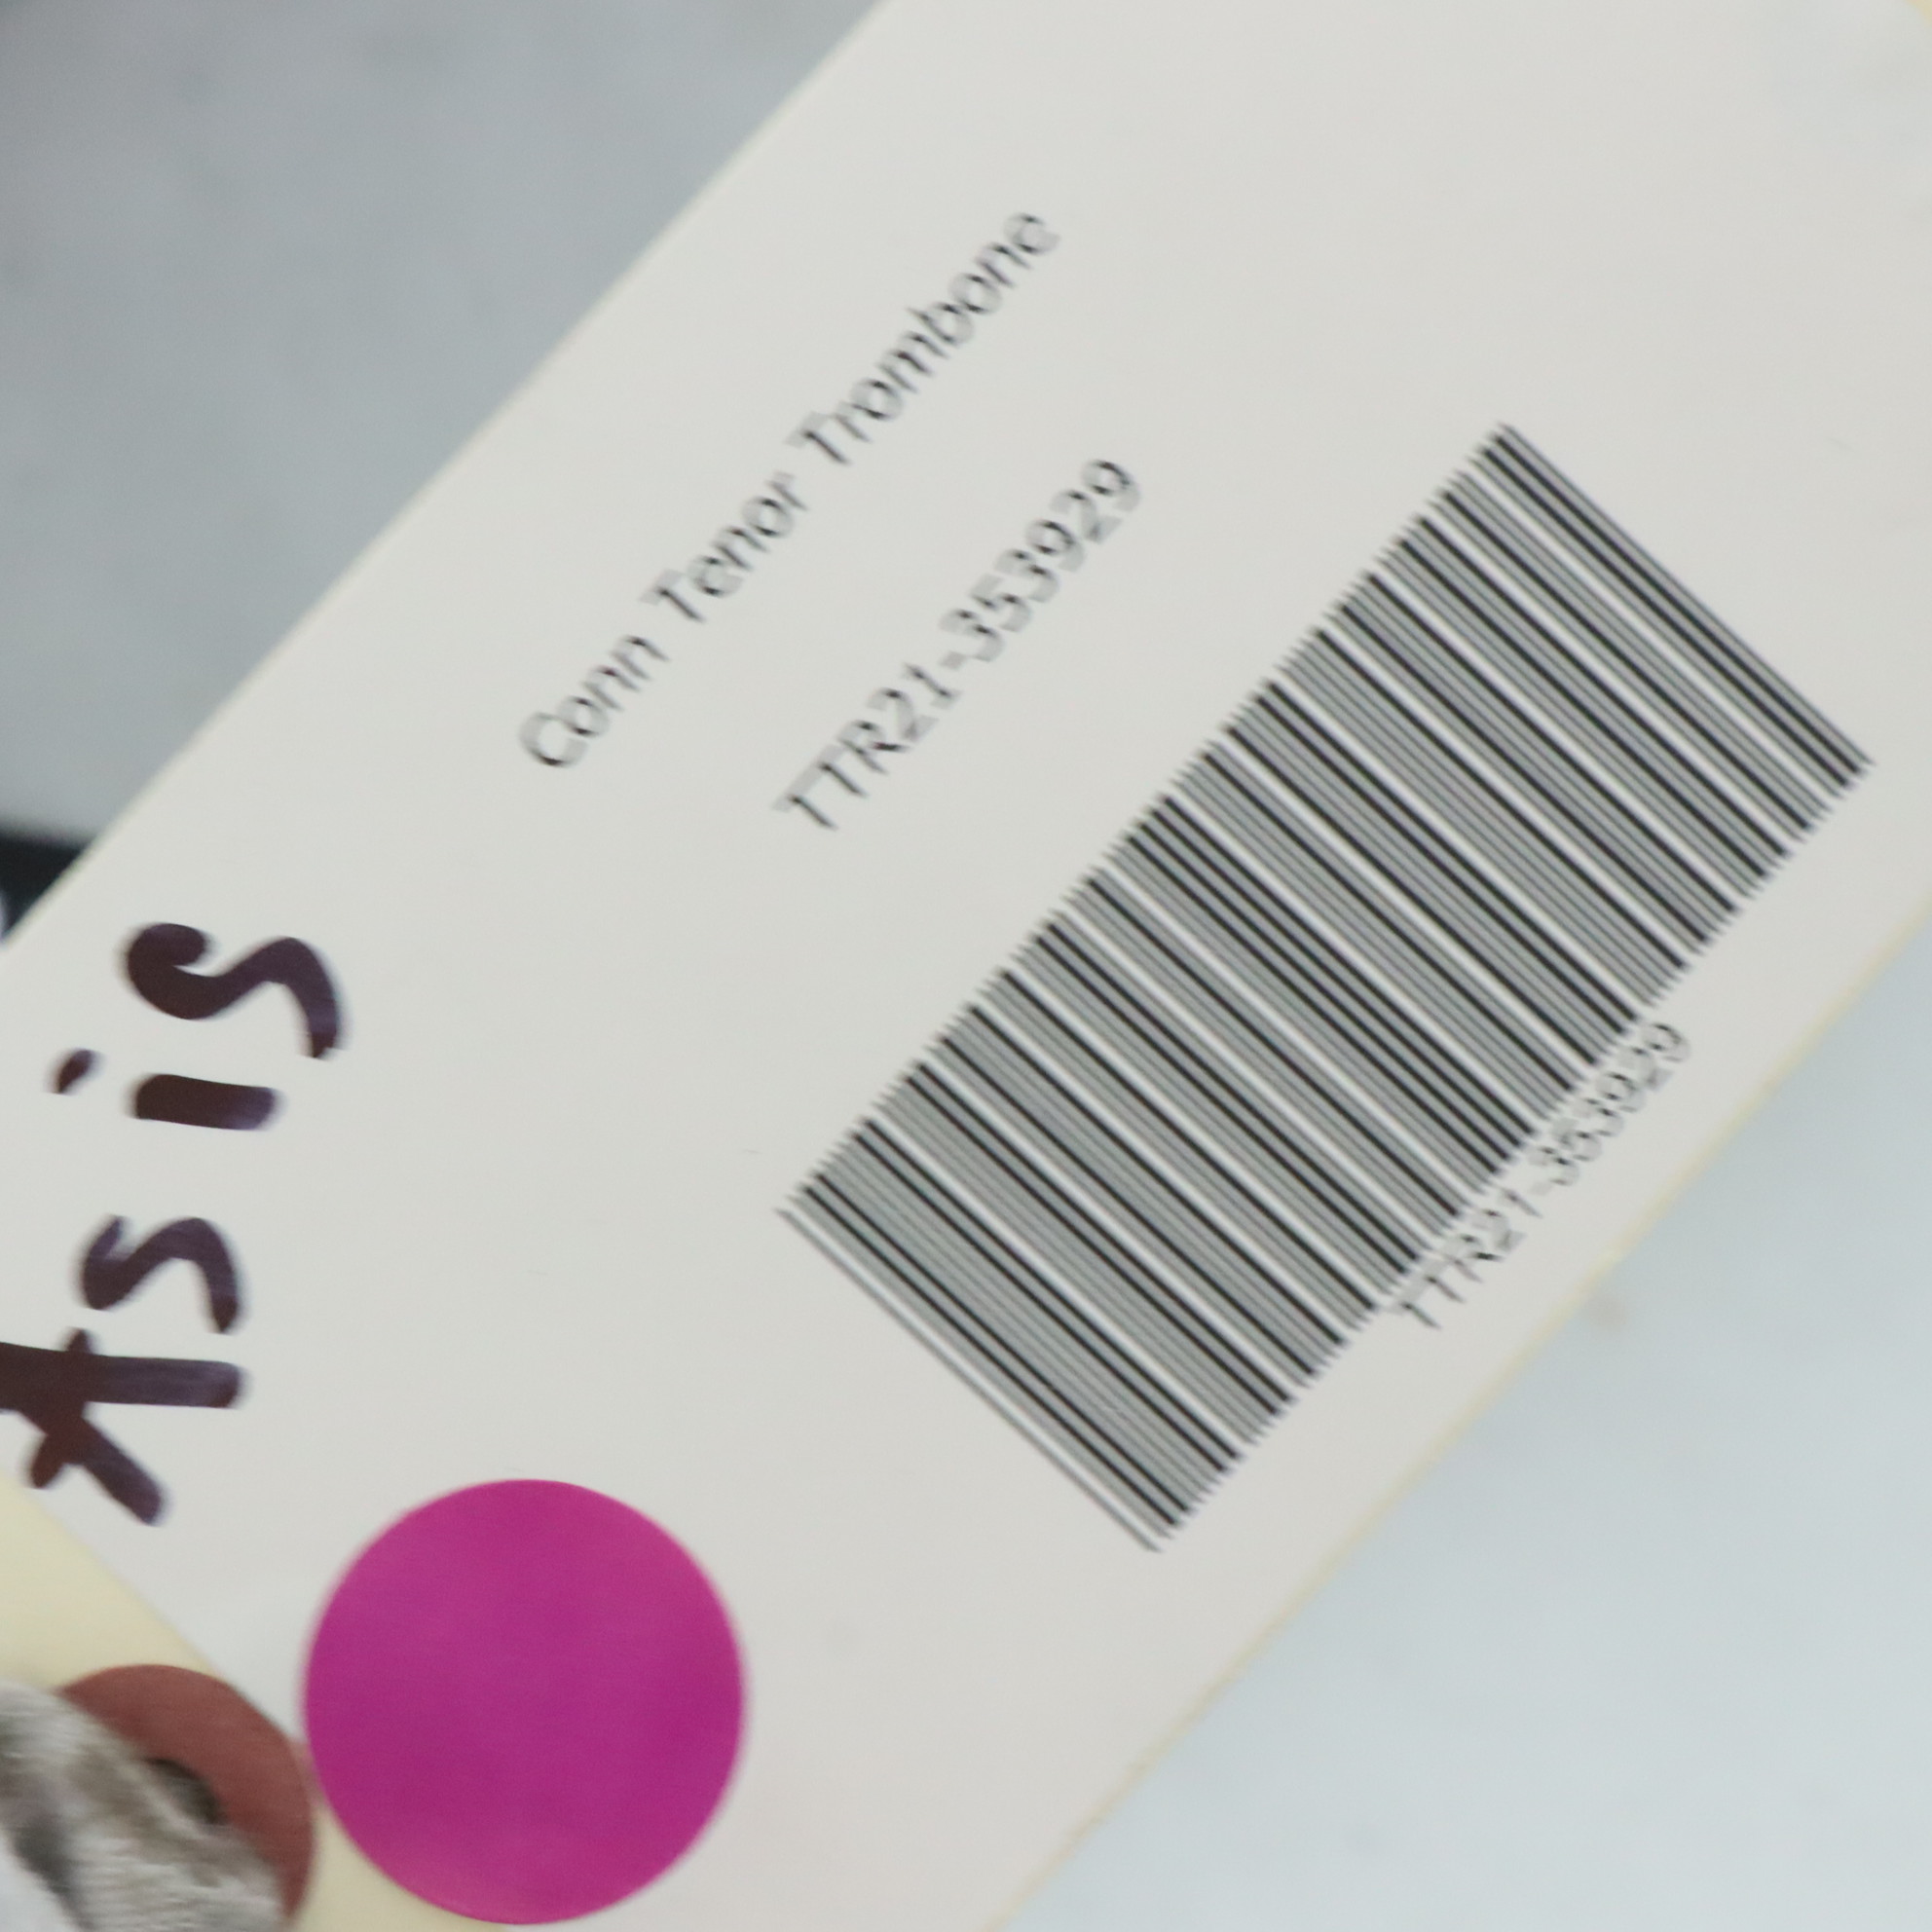 Conn Tenor Trombone
TTR21-353929
TTR21-353929
As is